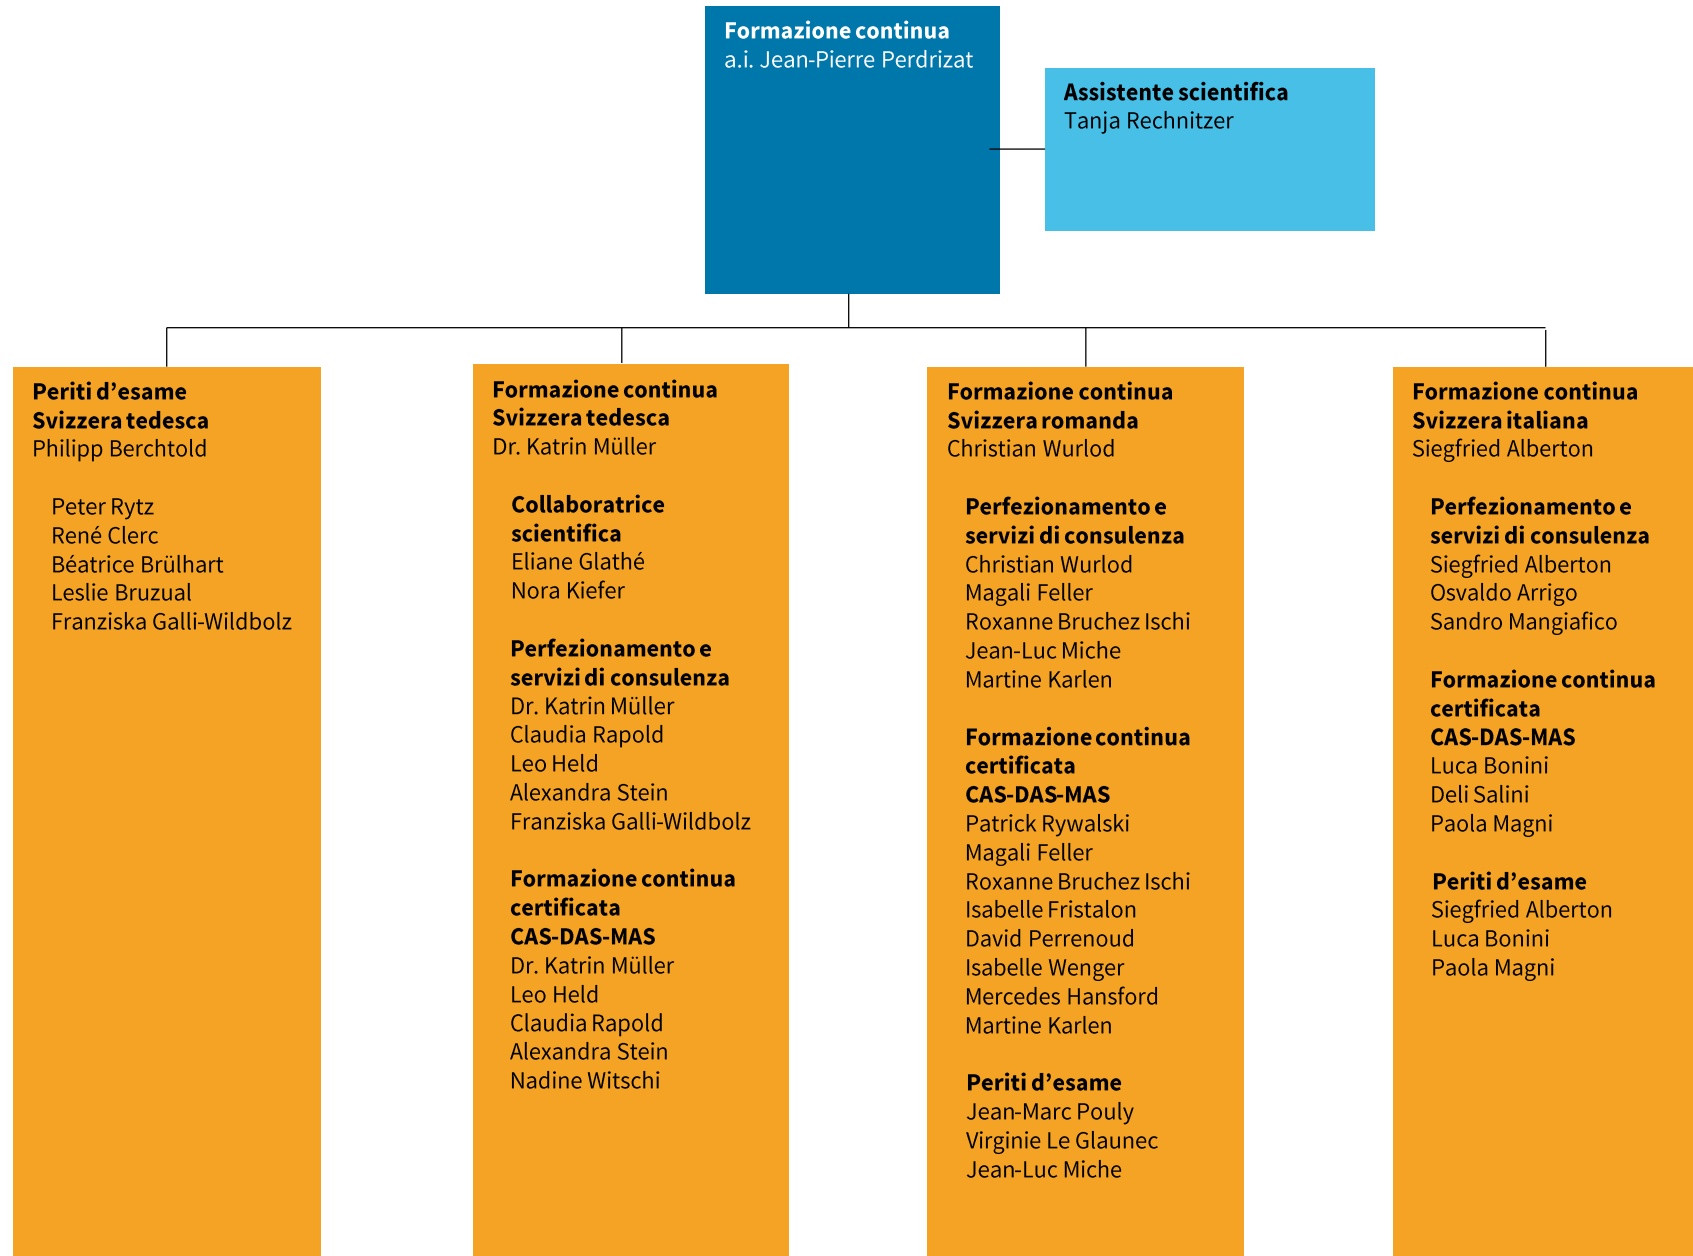 Formazione continua
a.i. Jean-Pierre Perdrizat
Assistente scientifica
Tanja Rechnitzer
Periti d’esame
Svizzera tedesca
Philipp Berchtold
Peter Rytz
René Clerc
Béatrice Brülhart
Leslie Bruzual
Franziska Galli-Wildbolz
Formazione continua
Svizzera tedesca
Dr. Katrin Müller
Collaboratrice
scientifica
Eliane Glathé
Nora Kiefer
Perfezionamento e
servizi di consulenza
Dr. Katrin Müller
Claudia Rapold
Leo Held
Alexandra Stein
Franziska Galli-Wildbolz
Formazione continua
certificata
CAS-DAS-MAS
Dr. Katrin Müller
Leo Held
Claudia Rapold
Alexandra Stein
Nadine Witschi
Formazione continua
Svizzera romanda
Christian Wurlod
Perfezionamento e
servizi di consulenza
Christian Wurlod
Magali Feller
Roxanne Bruchez Ischi
Jean-Luc Miche
Martine Karlen
Formazione continua
certificata
CAS-DAS-MAS
Patrick Rywalski
Magali Feller
Roxanne Bruchez Ischi
Isabelle Fristalon
David Perrenoud
Isabelle Wenger
Mercedes Hansford
Martine Karlen
Periti d’esame
Jean-Marc Pouly
Virginie Le Glaunec
Jean-Luc Miche
Formazione continua
Svizzera italiana
Siegfried Alberton
Perfezionamento e
servizi di consulenza
Siegfried Alberton
Osvaldo Arrigo
Sandro Mangiafico
Formazione continua
certificata
CAS-DAS-MAS
Luca Bonini
Deli Salini
Paola Magni
Periti d’esame
Siegfried Alberton
Luca Bonini
Paola Magni